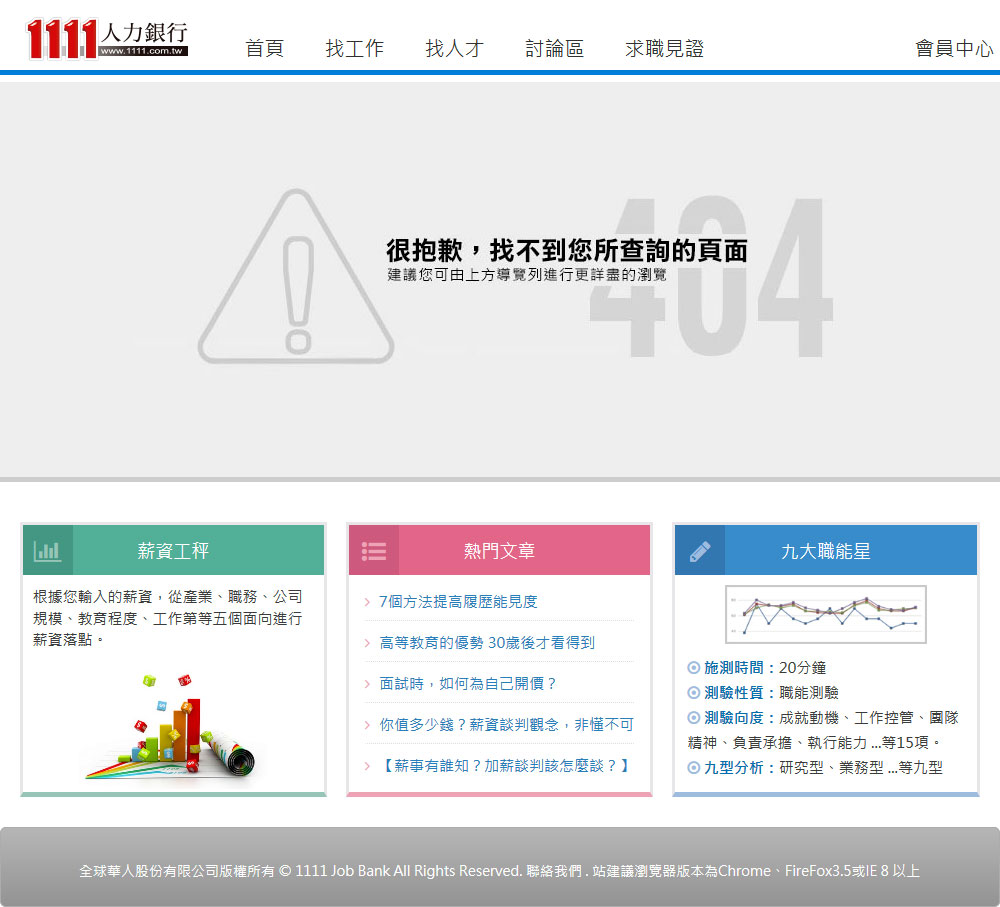 1111 人力銀行
www.1111.com.tw
首頁 找工作 找人才 討論區 求職見證 會員中心
404
很抱歉，找不到您所查詢的頁面
建議您可由上方導覽列進行更詳盡的瀏覽
薪資工秤
根據您輸入的薪資，從產業、職務、公司
規模、教育程度、工作第等五個面向進行
薪資落點。
熱門文章
7個方法提高履歷能見度
高等教育的優勢 30歲後才看得到
面試時，如何為自己開價？
你值多少錢？薪資談判觀念，非懂不可
【薪事有誰知？加薪談判該怎麼談？】
九大職能星
施測時間：20分鐘
測驗性質：職能測驗
測驗向度：成就動機、工作控管、團隊
精神、負責承擔、執行能力 ...等15項。
九型分析：研究型、業務型 ...等九型
全球華人股份有限公司版權所有 © 1111 Job Bank All Rights Reserved. 聯絡我們 . 站建議瀏覽器版本為Chrome、FireFox3.5或IE 8 以上